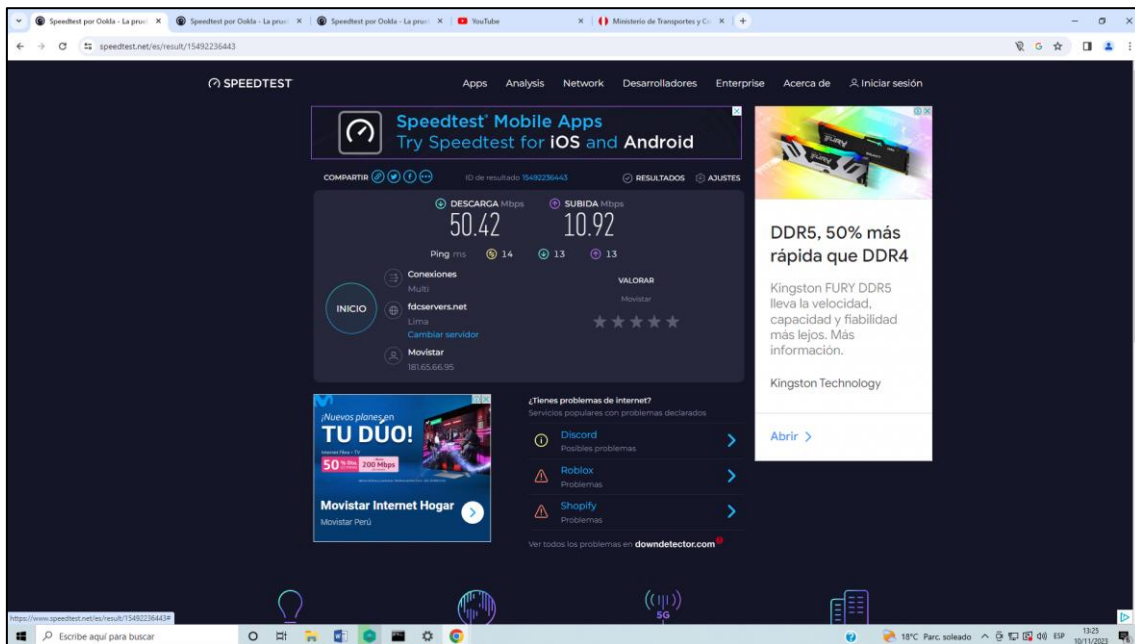 Speedtest por Ookla - La prue
Speedtest por Ookla - La prue
Speedtest por Ookla - La prue
YouTube
Ministerio de Transportes y Co
speedtest.net/es/result/15492236443
SPEEDTEST
Apps
Analysis
Network
Desarrolladores
Enterprise
Acerca de
Iniciar sesión
Speedtest® Mobile Apps
Try Speedtest for iOS and Android
COMPARTIR
ID de resultado 15492236443
RESULTADOS
AJUSTES
DESCARGA Mbps
50.42
SUBIDA Mbps
10.92
Ping ms
14
13
13
INICIO
Conexiones
Multi
fdcservers.net
Lima
Cambiar servidor
Movistar
181.65.66.95
VALORAR
Movistar
DDR5, 50% más
rápida que DDR4
Kingston FURY DDR5
lleva la velocidad,
capacidad y fiabilidad
más lejos. Más
información.
Kingston Technology
Abrir
¡Nuevos planes en
TU DÚO!
Internet Fibra + TV
50% Dto.
200 Mbps
Movistar Internet Hogar
Movistar Perú
¿Tienes problemas de internet?
Servicios populares con problemas declarados
Discord
Posibles problemas
Roblox
Problemas
Shopify
Problemas
Ver todos los problemas en downdetector.com
5G
https://www.speedtest.net/es/result/15492236443#
Escribe aquí para buscar
18°C Parc. soleado
ESP
13:25
10/11/2023